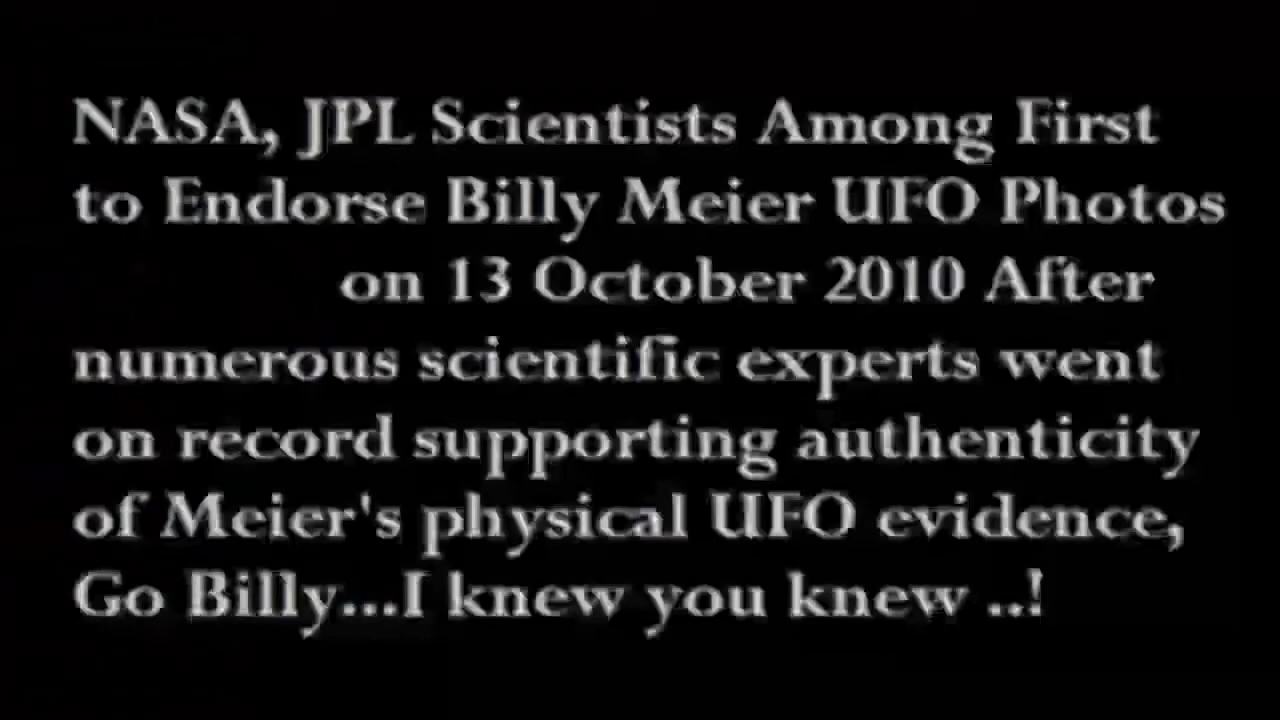 NASA, JPL Scientists Among First
to Endorse Billy Meier UFO Photos
on 13 October 2010 After
numerous scientific experts went
on record supporting authenticity
of Meier's physical UFO evidence,
Go Billy...I knew you knew ..!